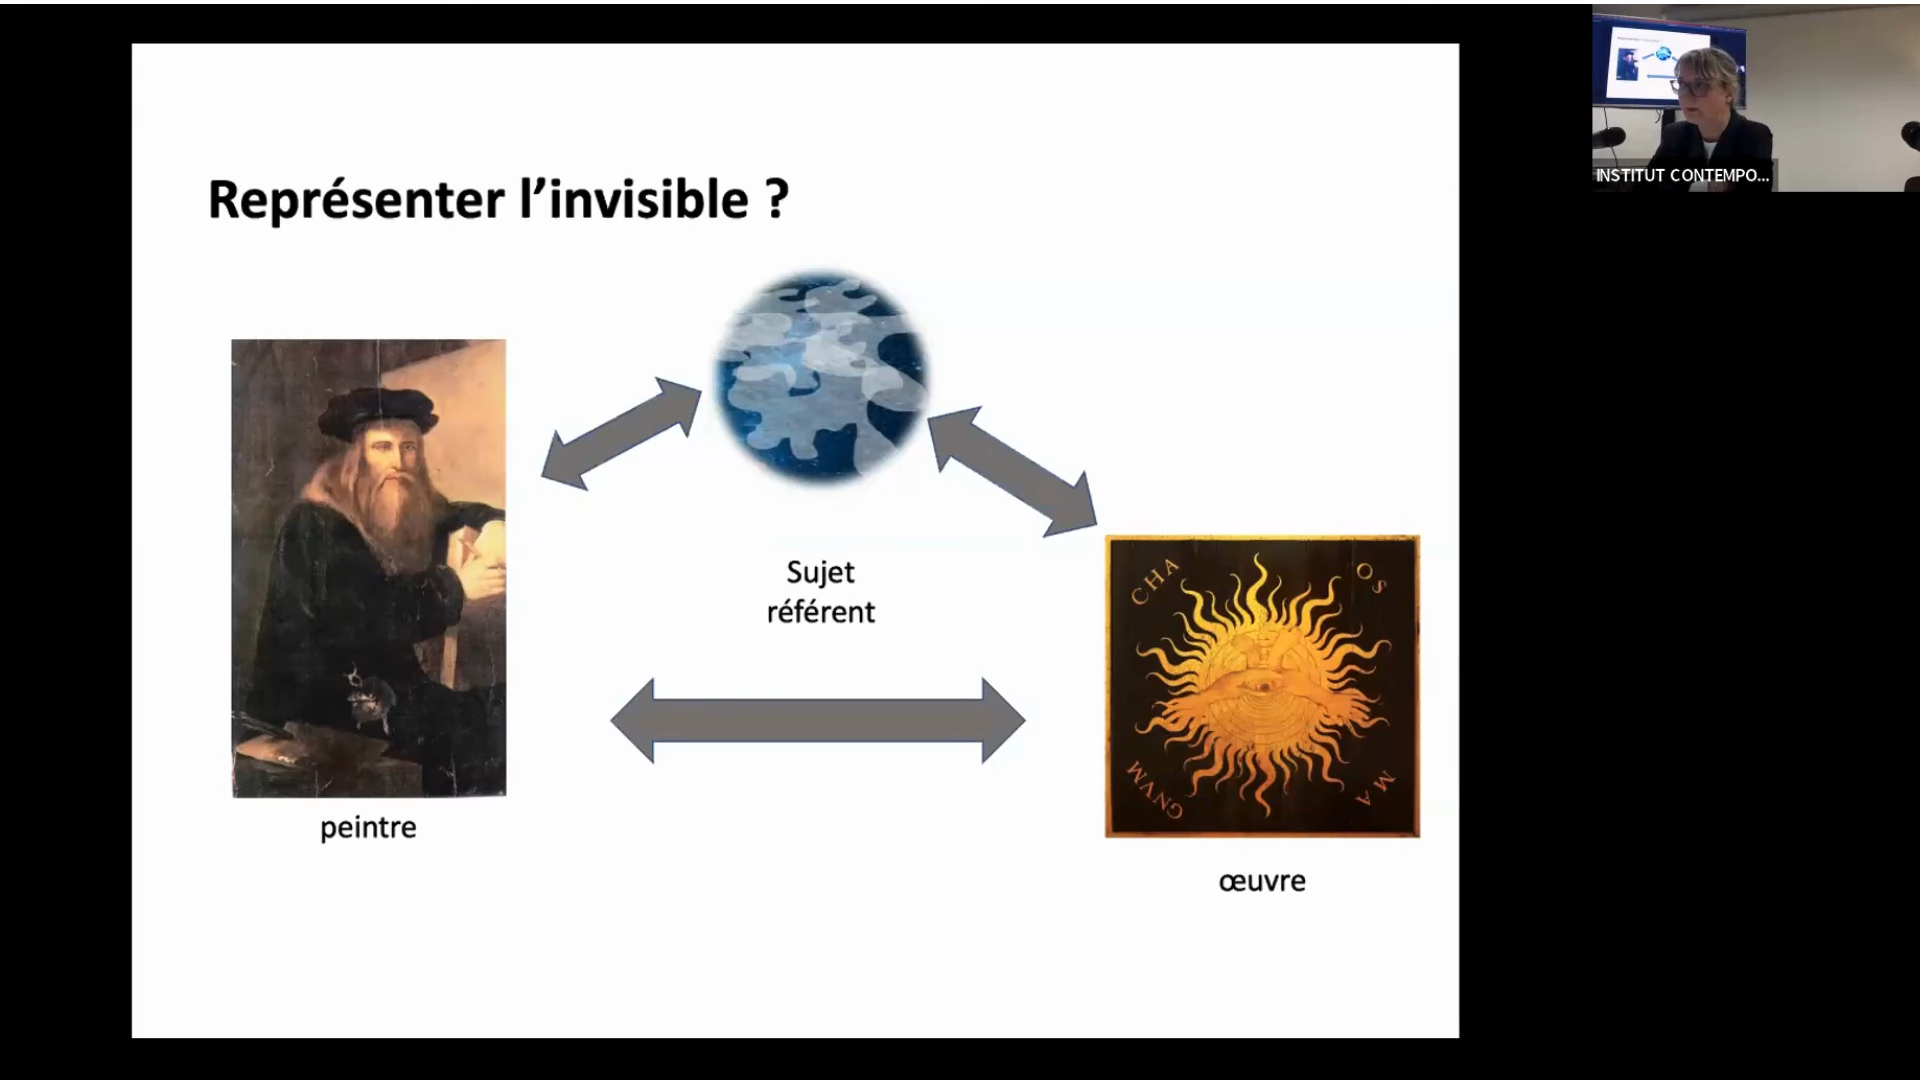 Représenter l’invisible ?
INSTITUT CONTEMPO...
Sujet
référent
CHA
OS
GNVM
MA
peintre
œuvre